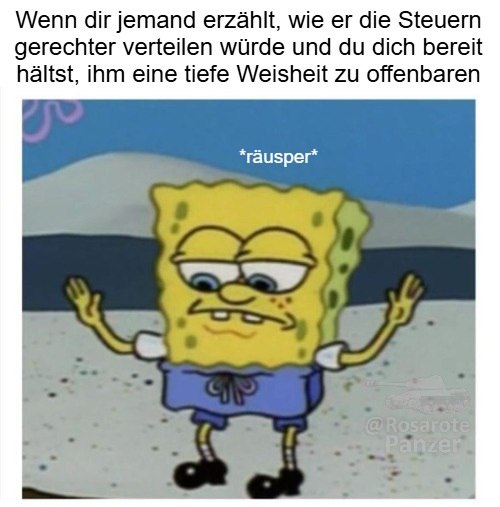 Wenn dir jemand erzählt, wie er die Steuern
gerechter verteilen würde und du dich bereit
hältst, ihm eine tiefe Weisheit zu offenbaren
*räusper*
@Rosarote
Panzer